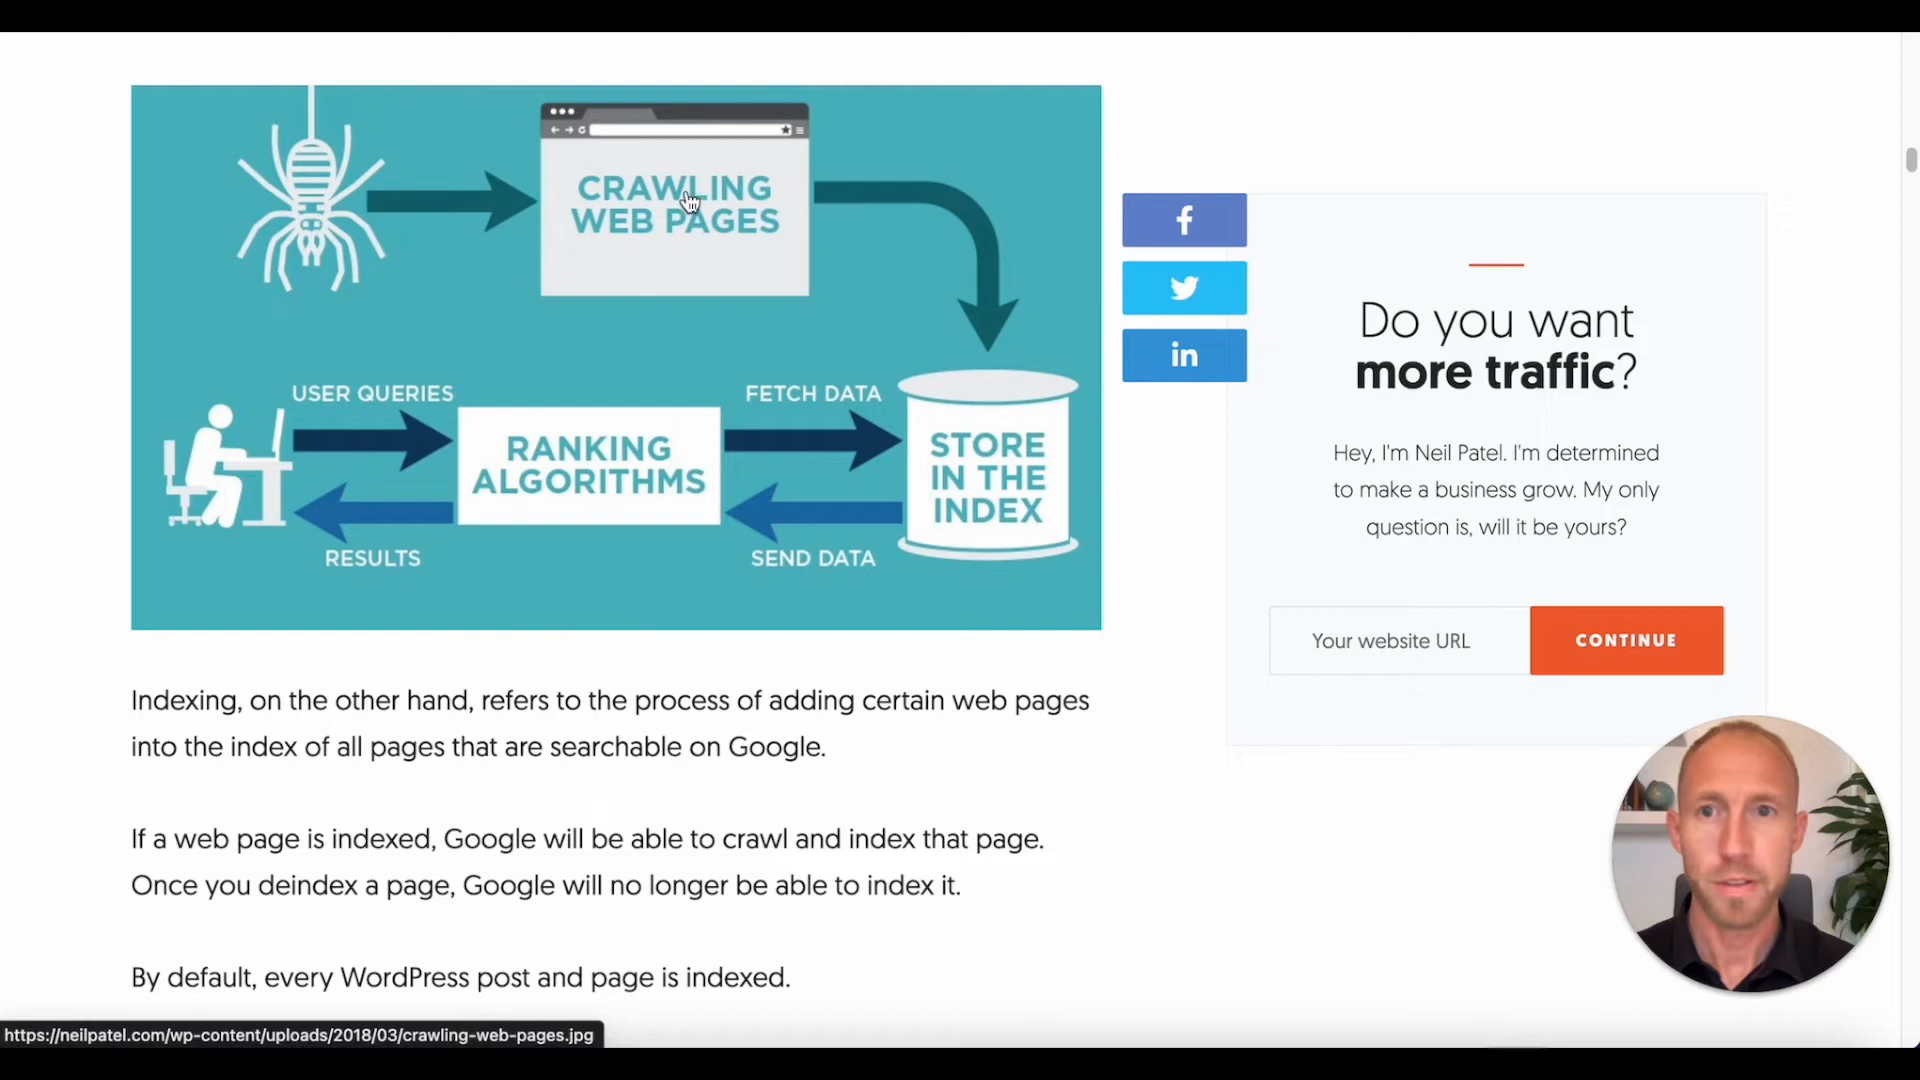 CRAWLING
WEB PAGES
USER QUERIES
FETCH DATA
RANKING
ALGORITHMS
STORE
IN THE
INDEX
RESULTS
SEND DATA
f
in
Do you want
more traffic?
Hey, I'm Neil Patel. I'm determined
to make a business grow. My only
question is, will it be yours?
Your website URL
CONTINUE
Indexing, on the other hand, refers to the process of adding certain web pages
into the index of all pages that are searchable on Google.
If a web page is indexed, Google will be able to crawl and index that page.
Once you deindex a page, Google will no longer be able to index it.
By default, every WordPress post and page is indexed.
https://neilpatel.com/wp-content/uploads/2018/03/crawling-web-pages.jpg